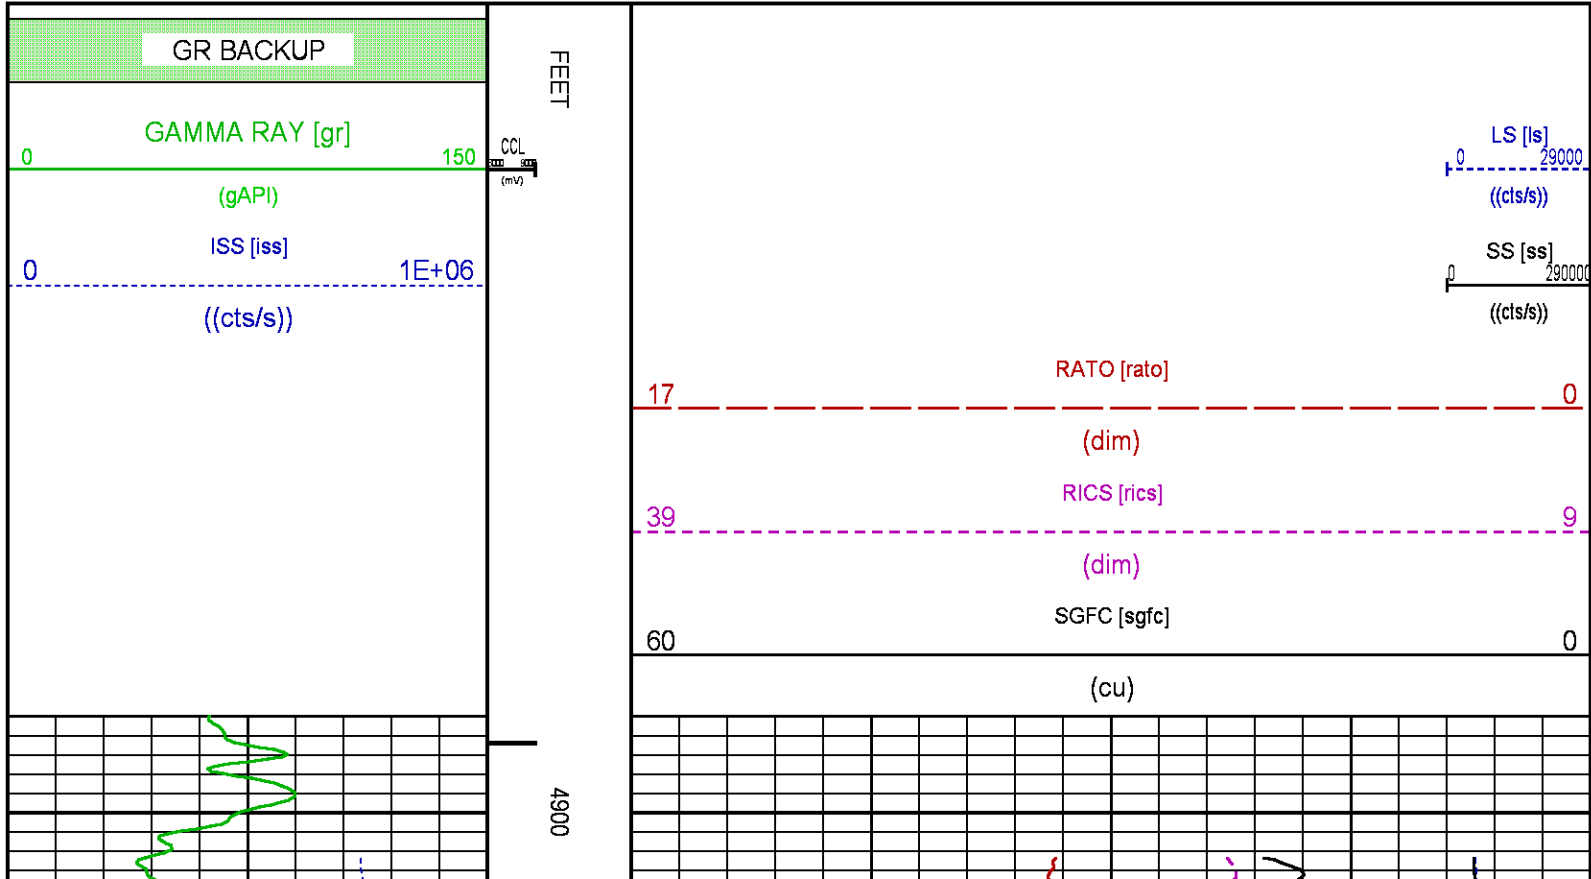 GR BACKUP
GAMMA RAY [gr]
0 150
(gAPI)
ISS [iss]
0 1E+06
((cts/s))
FEET
CCL
(mV)
LS [ls]
0 29000
((cts/s))
SS [ss]
0 290000
((cts/s))
RATO [rato]
17 0
(dim)
RICS [rics]
39 9
(dim)
SGFC [sgfc]
60 0
(cu)
4900